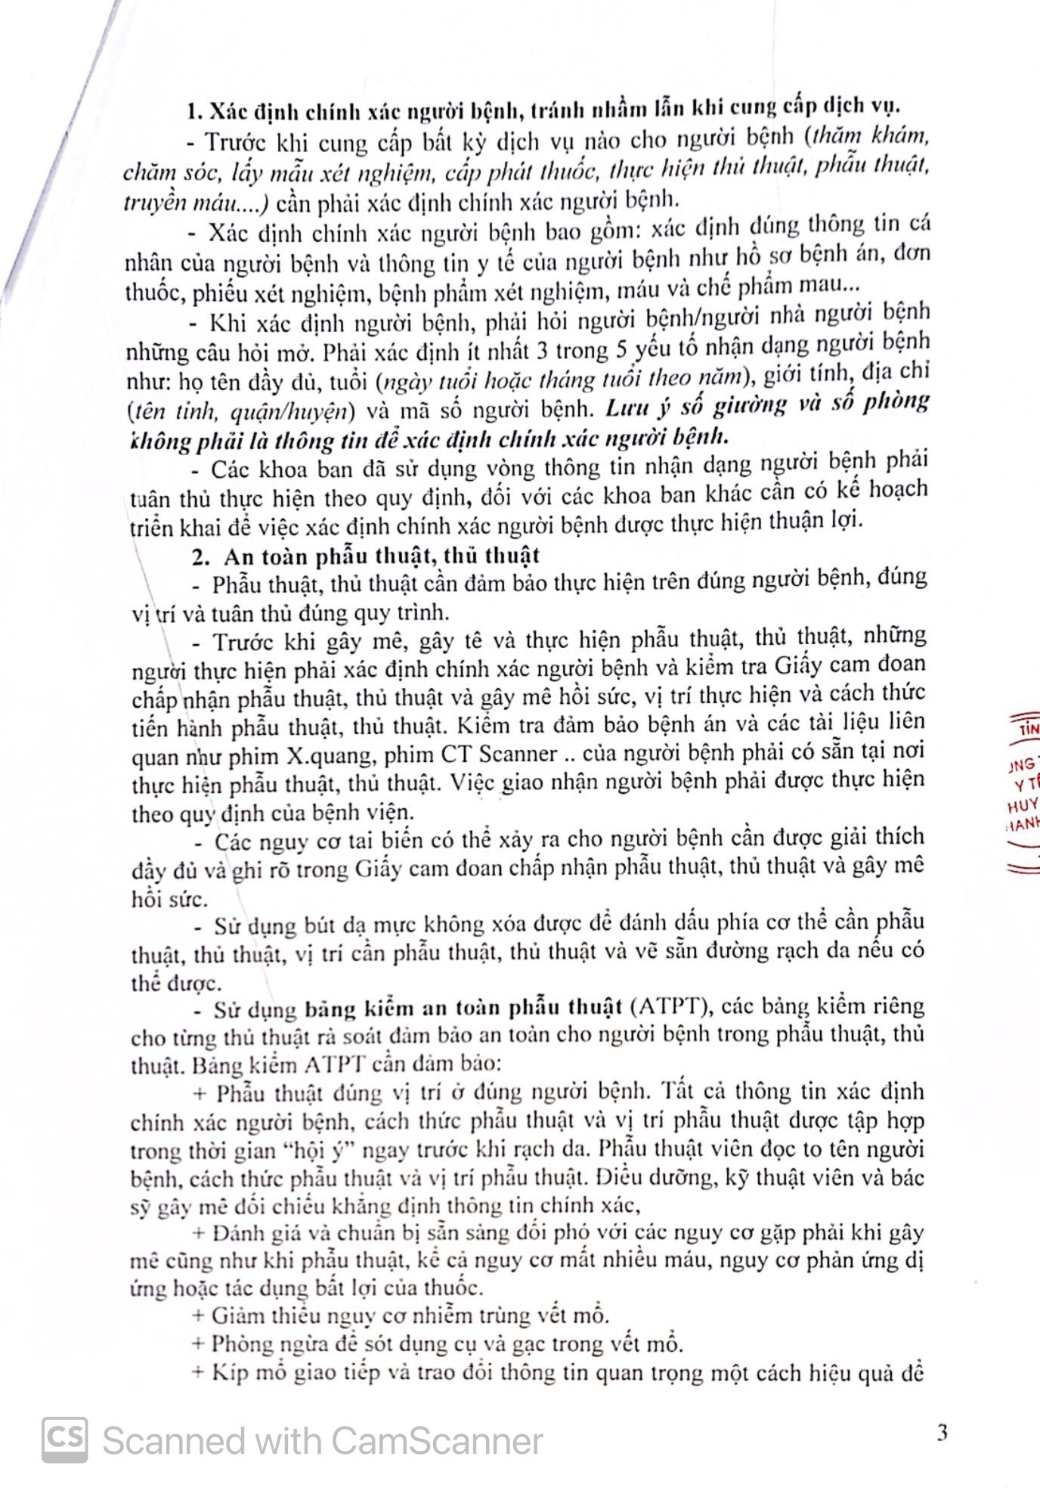 1. Xác định chính xác người bệnh, tránh nhầm lẫn khi cung cấp dịch vụ.
- Trước khi cung cấp bất kỳ dịch vụ nào cho người bệnh (thăm khám,
chăm sóc, lấy mẫu xét nghiệm, cấp phát thuốc, thực hiện thủ thuật, phẫu thuật,
truyền máu....) cần phải xác định chính xác người bệnh.
- Xác định chính xác người bệnh bao gồm: xác định đúng thông tin cá
nhân của người bệnh và thông tin y tế của người bệnh như hồ sơ bệnh án, đơn
thuốc, phiếu xét nghiệm, bệnh phẩm xét nghiệm, máu và chế phẩm mau...
- Khi xác định người bệnh, phải hỏi người bệnh/người nhà người bệnh
những câu hỏi mở. Phải xác định ít nhất 3 trong 5 yếu tố nhận dạng người bệnh
như: họ tên đầy đủ, tuổi (ngày tuổi hoặc tháng tuổi theo năm), giới tính, địa chỉ
(tên tỉnh, quận/huyện) và mã số người bệnh. Lưu ý số giường và số phòng
không phải là thông tin để xác định chính xác người bệnh.
- Các khoa ban đã sử dụng vòng thông tin nhận dạng người bệnh phải
tuân thủ thực hiện theo quy định, đối với các khoa ban khác cần có kế hoạch
triển khai để việc xác định chính xác người bệnh được thực hiện thuận lợi.
2. An toàn phẫu thuật, thủ thuật
- Phẫu thuật, thủ thuật cần đảm bảo thực hiện trên đúng người bệnh, đúng
vị trí và tuân thủ đúng quy trình.
- Trước khi gây mê, gây tê và thực hiện phẫu thuật, thủ thuật, những
người thực hiện phải xác định chính xác người bệnh và kiểm tra Giấy cam đoan
chấp nhận phẫu thuật, thủ thuật và gây mê hồi sức, vị trí thực hiện và cách thức
tiến hành phẫu thuật, thủ thuật. Kiểm tra đảm bảo bệnh án và các tài liệu liên
quan như phim X.quang, phim CT Scanner .. của người bệnh phải có sẵn tại nơi
thực hiện phẫu thuật, thủ thuật. Việc giao nhận người bệnh phải được thực hiện
theo quy định của bệnh viện.
- Các nguy cơ tai biến có thể xảy ra cho người bệnh cần được giải thích
đầy đủ và ghi rõ trong Giấy cam đoan chấp nhận phẫu thuật, thủ thuật và gây mê
hồi sức.
- Sử dụng bút dạ mực không xóa được để đánh dấu phía cơ thể cần phẫu
thuật, thủ thuật, vị trí cần phẫu thuật, thủ thuật và vẽ sẵn đường rạch da nếu có
thể được.
- Sử dụng bảng kiểm an toàn phẫu thuật (ATPT), các bảng kiểm riêng
cho từng thủ thuật rà soát đảm bảo an toàn cho người bệnh trong phẫu thuật, thủ
thuật. Bảng kiểm ATPT cần đảm bảo:
+ Phẫu thuật đúng vị trí ở đúng người bệnh. Tất cả thông tin xác định
chính xác người bệnh, cách thức phẫu thuật và vị trí phẫu thuật được tập hợp
trong thời gian “hội ý” ngay trước khi rạch da. Phẫu thuật viên đọc to tên người
bệnh, cách thức phẫu thuật và vị trí phẫu thuật. Điều dưỡng, kỹ thuật viên và bác
sỹ gây mê đối chiếu khẳng định thông tin chính xác,
+ Đánh giá và chuẩn bị sẵn sàng đối phó với các nguy cơ gặp phải khi gây
mê cũng như khi phẫu thuật, kể cả nguy cơ mất nhiều máu, nguy cơ phản ứng dị
ứng hoặc tác dụng bất lợi của thuốc.
+ Giảm thiểu nguy cơ nhiễm trùng vết mổ.
+ Phòng ngừa để sót dụng cụ và gạc trong vết mổ.
+ Kíp mổ giao tiếp và trao đổi thông tin quan trọng một cách hiệu quả để
3
CS Scanned with CamScanner